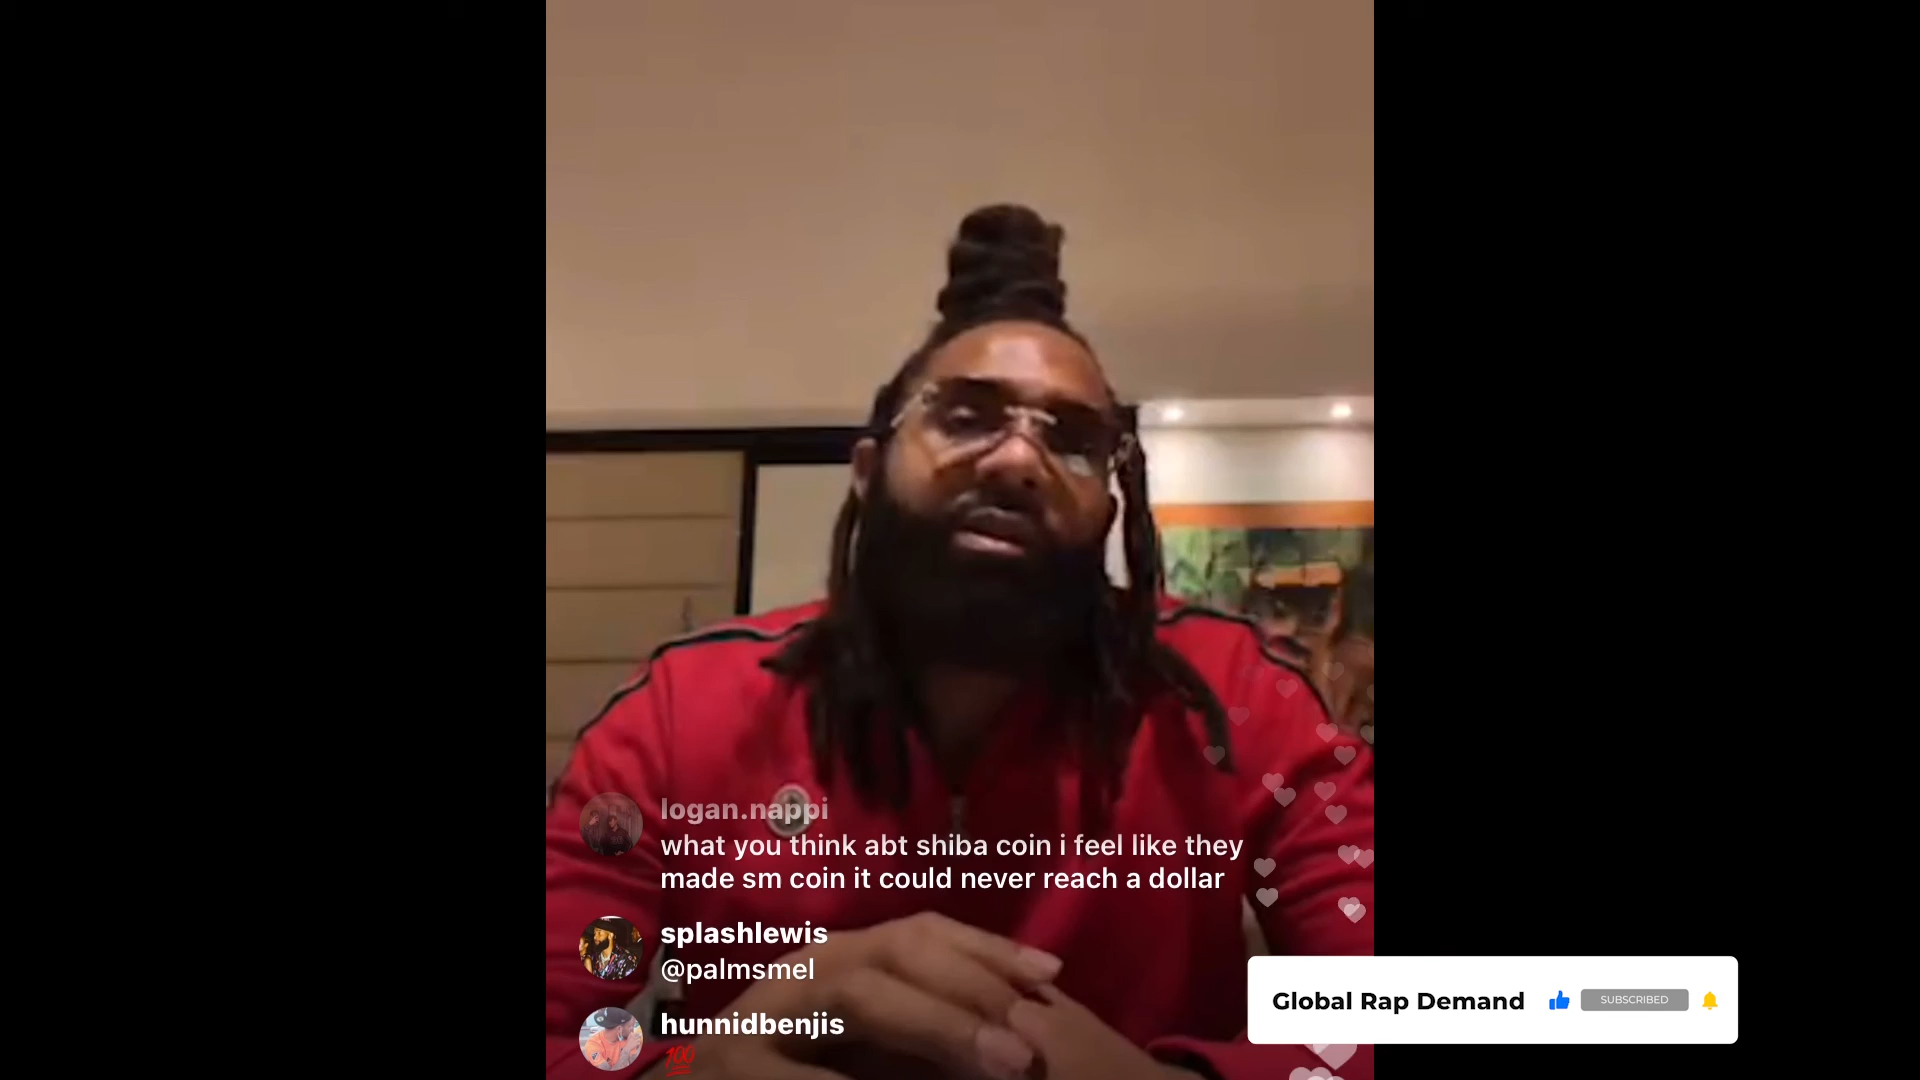 logan.nappi
what you think abt shiba coin i feel like they
made sm coin it could never reach a dollar
splashlewis
@palmsmel
hunnidbenjis
💯
Global Rap Demand
SUBSCRIBED